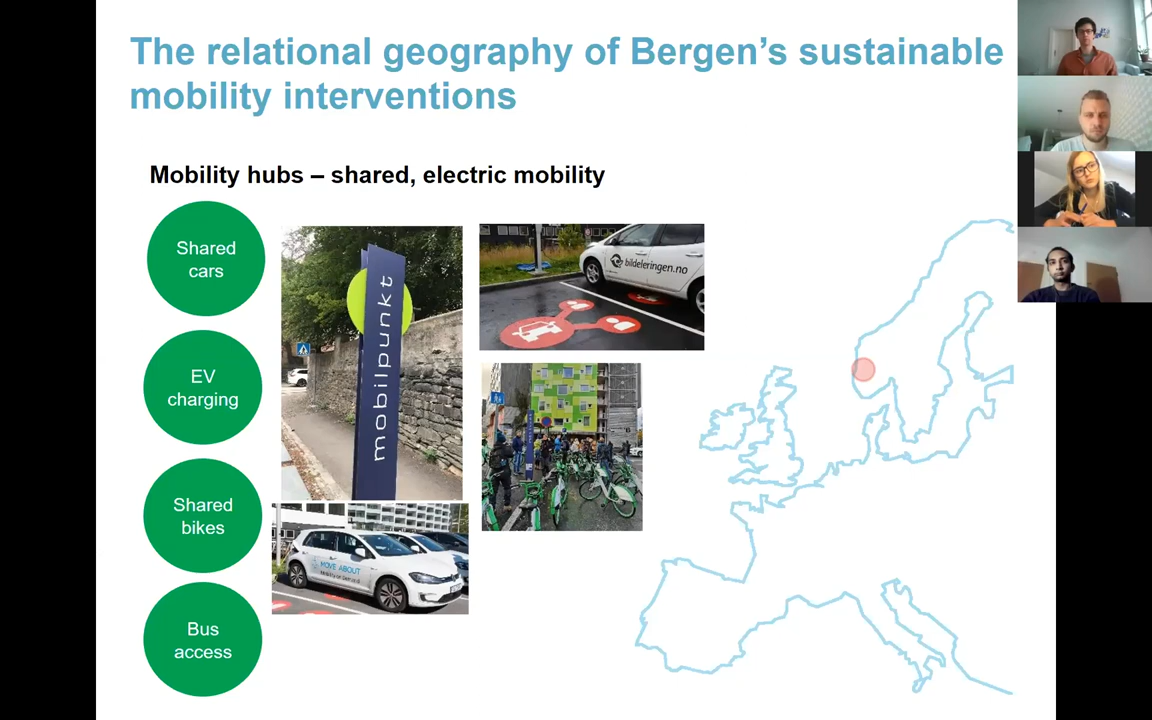 The relational geography of Bergen's sustainable
mobility interventions
Mobility hubs – shared, electric mobility
Shared
cars
EV
charging
Shared
bikes
Bus
access
mobilpunkt
bildeleringen.no
MOVE ABOUT